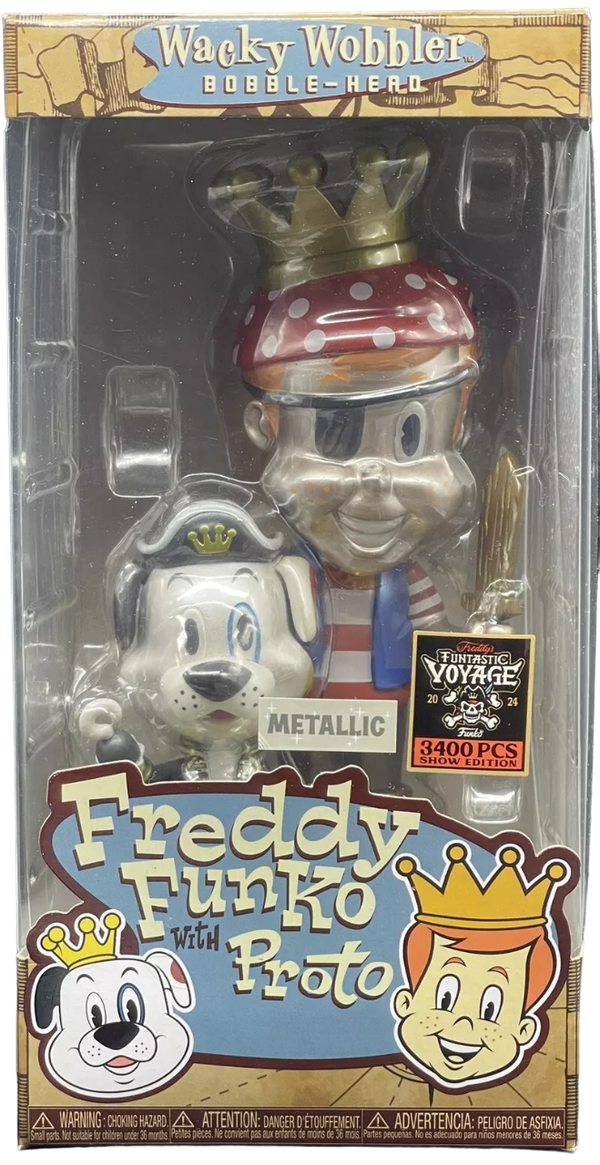 Wacky Wobbler™
BOBBLE-HEAD
METALLIC
Freddy's
FUNTASTIC
VOYAGE
20 24
Funko
3400 PCS
SHOW EDITION
Freddy
Funko
WITH
Proto
WARNING: CHOKING HAZARD.
Small parts. Not suitable for children under 36 months.
ATTENTION: DANGER D'ÉTOUFFEMENT.
Petites pièces. Ne convient pas aux enfants de moins de 36 mois.
ADVERTENCIA: PELIGRO DE ASFIXIA.
Partes pequeñas. No es adecuado para niños menores de 36 meses.